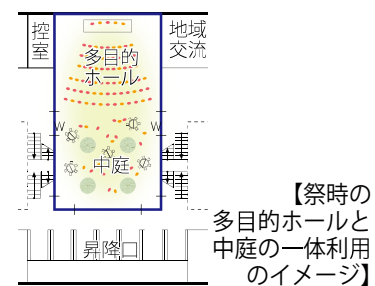 控室
地域
交流
多目的
ホール
W
W
中庭
昇降口
【祭時の
多目的ホールと
中庭の一体利用
のイメージ】